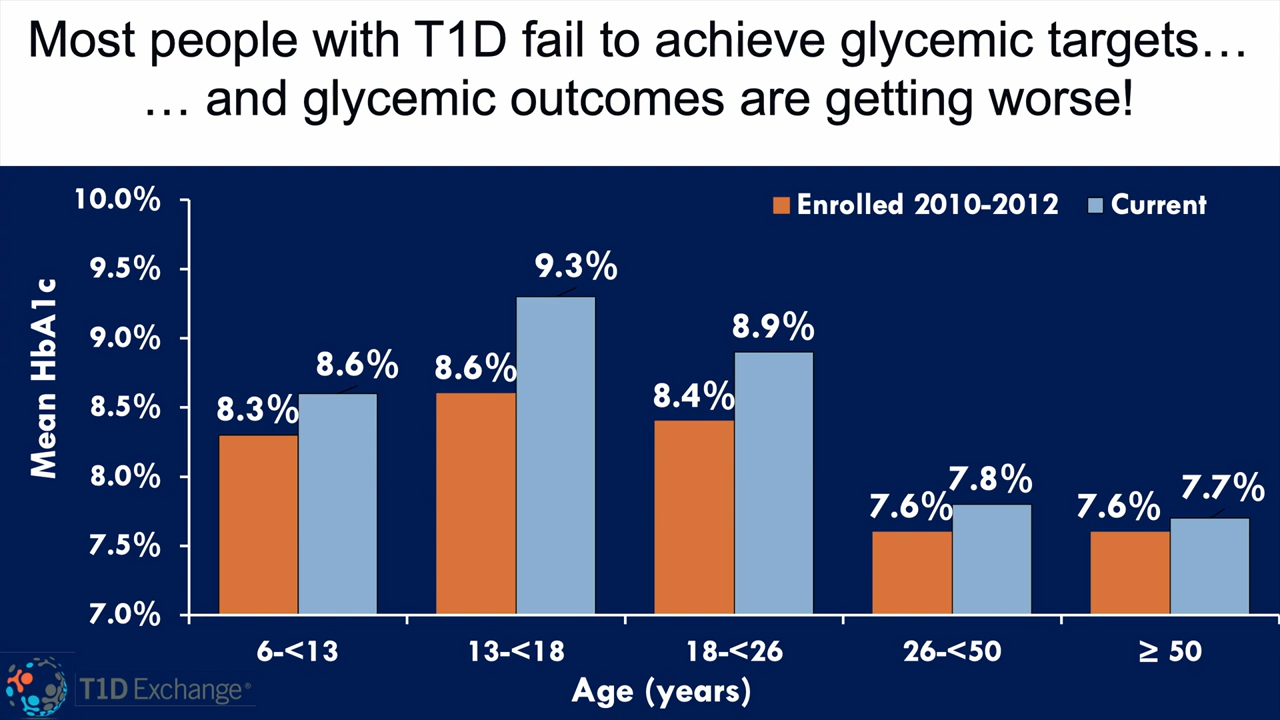 Most people with T1D fail to achieve glycemic targets…
… and glycemic outcomes are getting worse!
Enrolled 2010-2012 Current
Mean HbA1c
10.0%
9.5%
9.0%
8.5%
8.0%
7.5%
7.0%
8.3% 8.6%
8.6% 9.3%
8.4% 8.9%
7.6% 7.8%
7.6% 7.7%
6-<13 13-<18 18-<26 26-<50 ≥ 50
Age (years)
T1D Exchange®